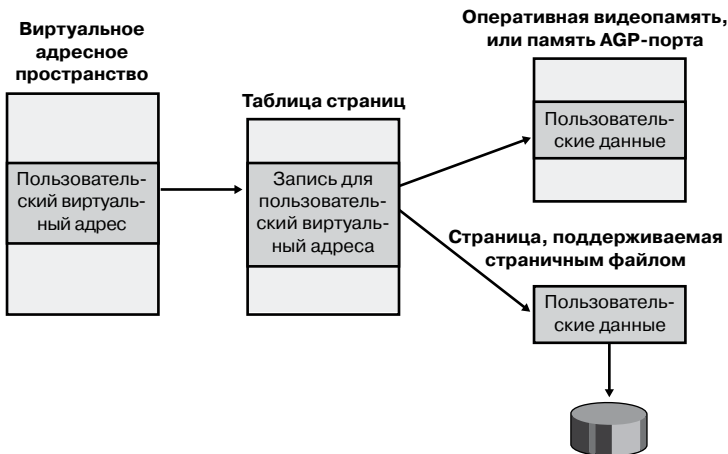 Виртуальное
адресное
пространство
Пользователь-
ский виртуаль-
ный адрес
Таблица страниц
Запись для
пользователь-
ский виртуаль-
ный адреса
Оперативная видеопамять,
или память AGP-порта
Пользователь-
ские данные
Страница, поддерживаемая
страничным файлом
Пользователь-
ские данные